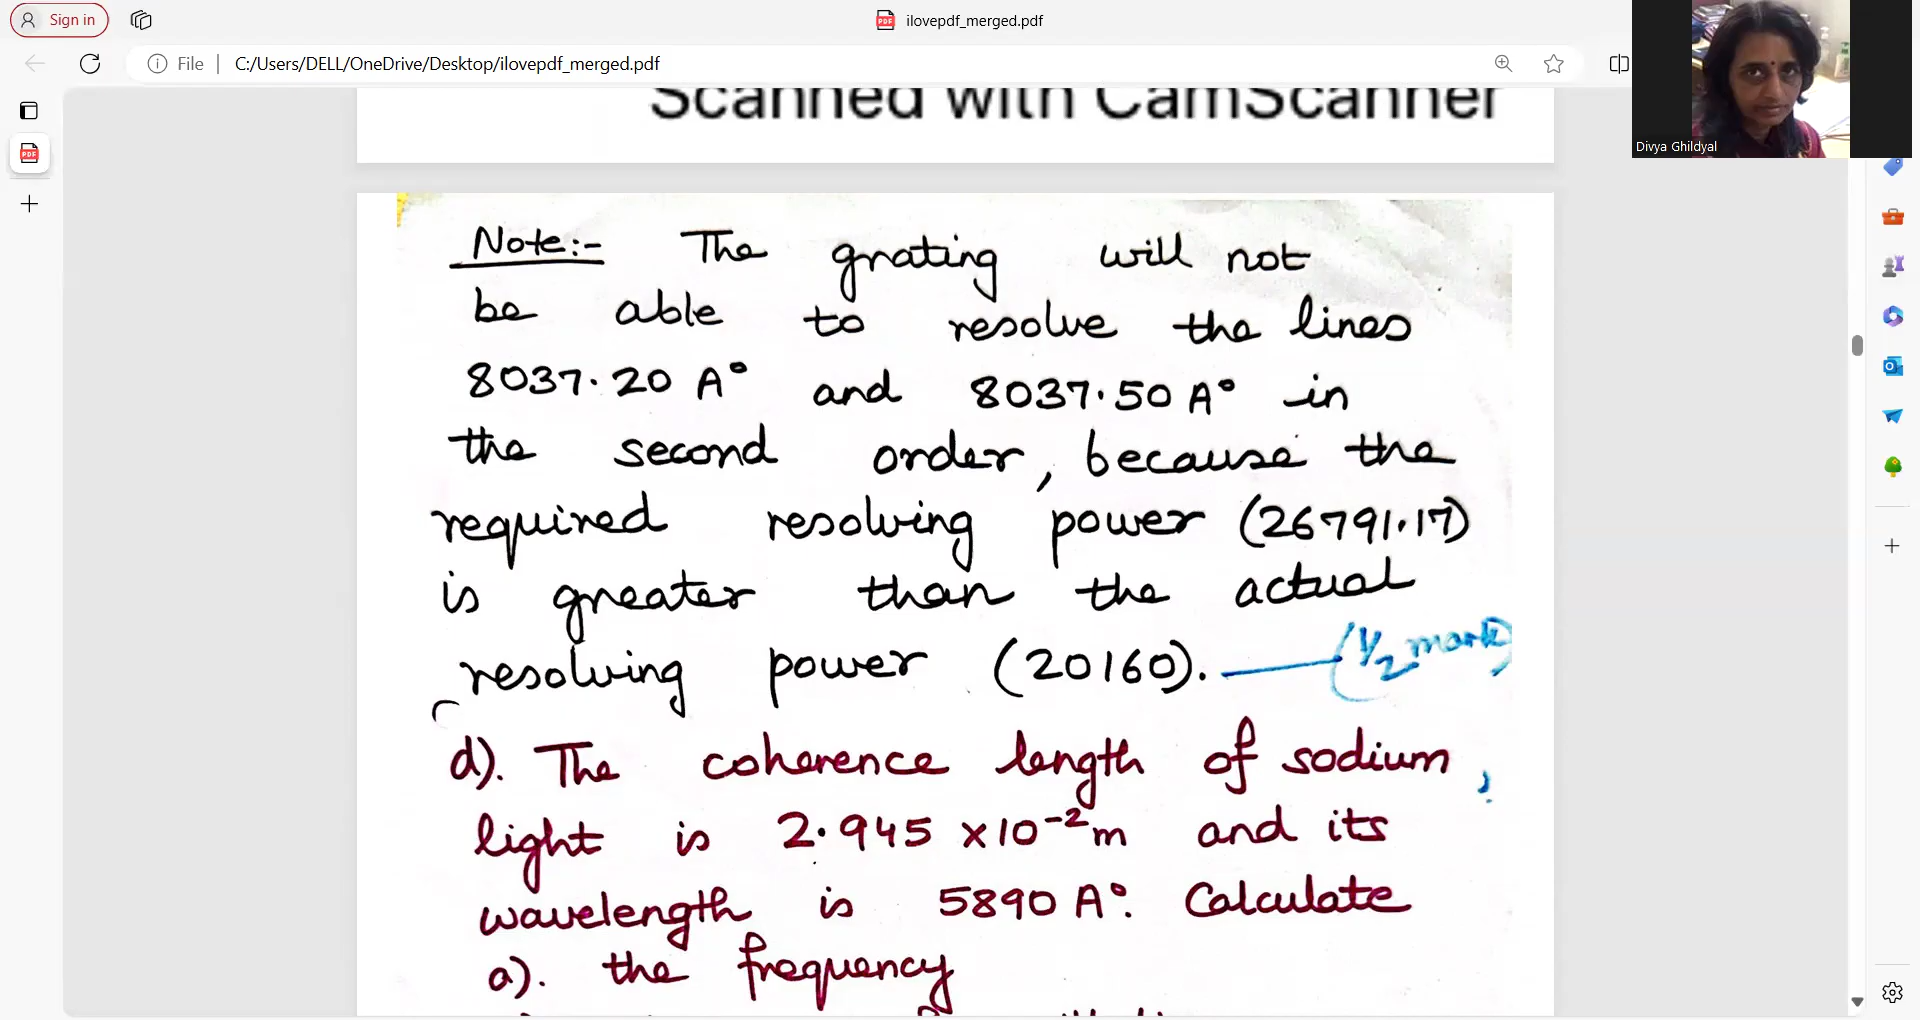 Sign in
ilovepdf_merged.pdf
File
C:/Users/DELL/OneDrive/Desktop/ilovepdf_merged.pdf
Divya Ghildyal
Scanned with CamScanner
Note:- The grating will not
be able to resolve the lines
8037.20 A° and 8037.50 A° in
the second order, because the
required resolving power (26791.17)
is greater than the actual
resolving power (20160). (1/2 mark)
d). The coherence length of sodium
light is 2.945 x10⁻² m and its
wavelength is 5890 A°. Calculate
a). the frequency